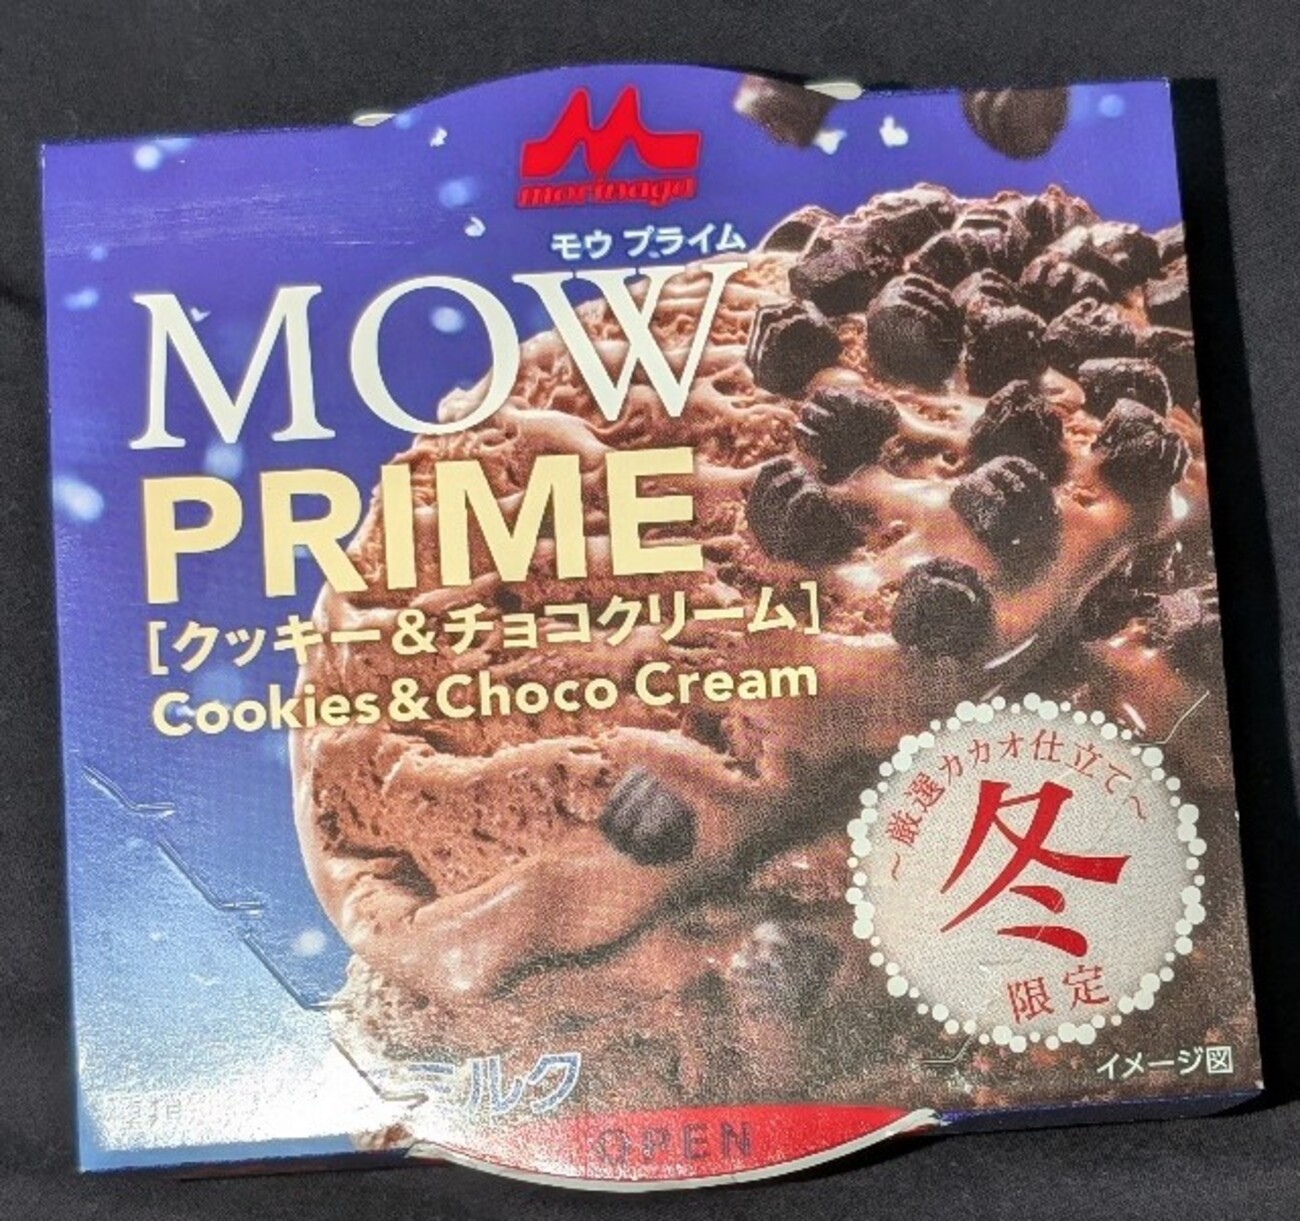 morinaga
モウ プライム
MOW
PRIME
[クッキー&チョコクリーム]
Cookies&Choco Cream
～厳選カカオ仕立て～
冬
限定
イメージ図
ミルク
OPEN